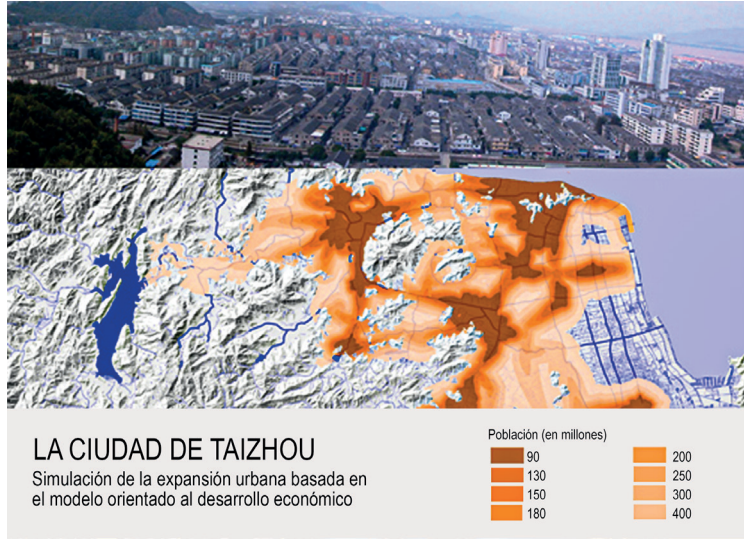 LA CIUDAD DE TAIZHOU
Simulación de la expansión urbana basada en
el modelo orientado al desarrollo económico
Población (en millones)
90
130
150
180
200
250
300
400